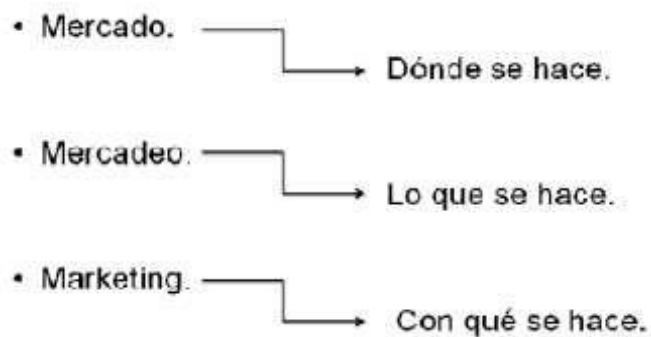 • Mercado.
Dónde se hace.
• Mercadeo.
Lo que se hace.
• Marketing.
Con qué se hace.